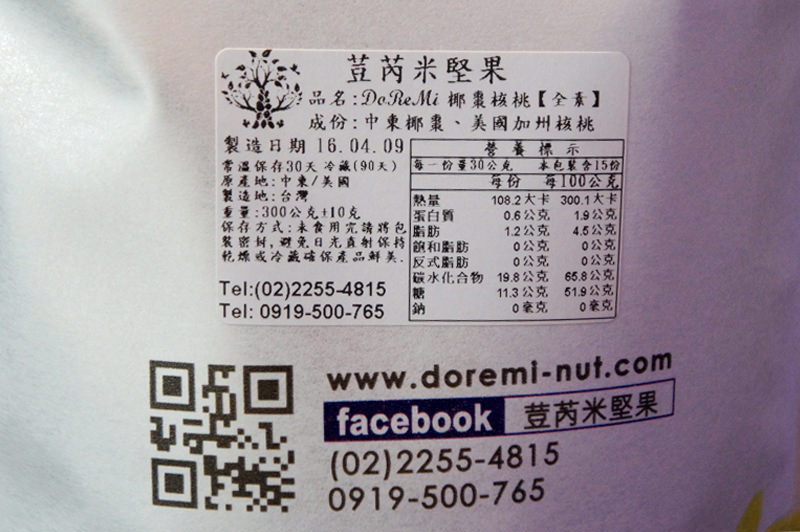 荳芮米堅果
品名:DoReMi 椰棗核桃【全素】
成份:中東椰棗、美國加州核桃
製造日期 16.04.09
常溫保存30天 冷藏(90天)
原產地:中東/美國
製造地:台灣
重量:300公克±10克
保存方式:未食用完請將包
裝密封,避免日光直射保持
乾燥或冷藏確保產品鮮美.
Tel:(02)2255-4815
Tel: 0919-500-765
營養標示
每一份量30公克 本包裝含15份
每份 每100公克
熱量 108.2大卡 300.1大卡
蛋白質 0.6公克 1.9公克
脂肪 1.2公克 4.5公克
飽和脂肪 0公克 0公克
反式脂肪 0公克 0公克
碳水化合物 19.8公克 65.8公克
糖 11.3公克 51.9公克
鈉 0毫克 0毫克
www.doremi-nut.com
facebook 荳芮米堅果
(02)2255-4815
0919-500-765